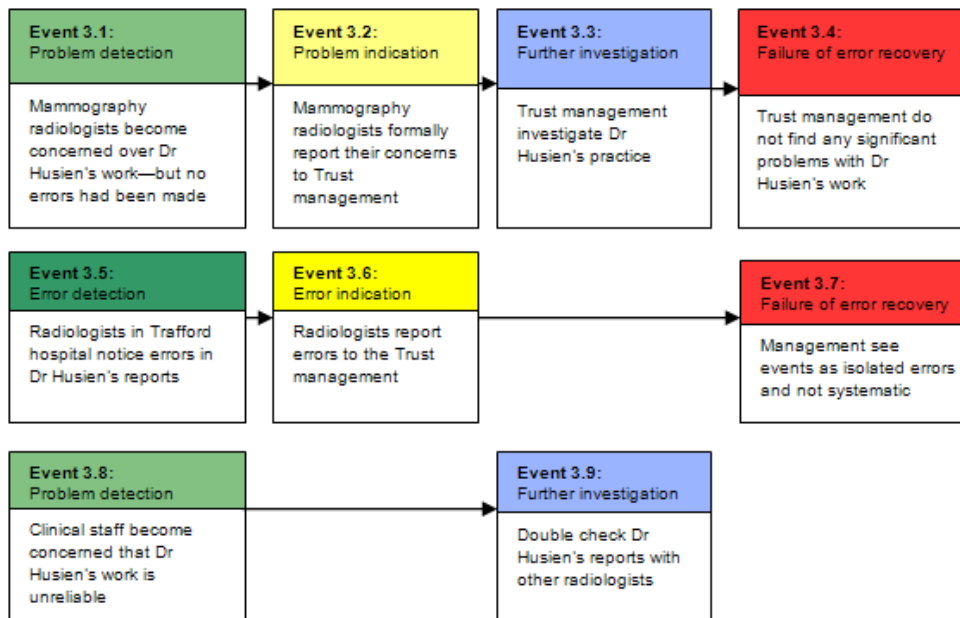 Event 3.1:
Problem detection
Mammography
radiologists become
concerned over Dr
Husien's work—but no
errors had been made
Event 3.2:
Problem indication
Mammography
radiologists formally
report their concerns
to Trust
management
Event 3.3:
Further investigation
Trust management
investigate Dr
Husien's practice
Event 3.4:
Failure of error recovery
Trust management do
not find any significant
problems with Dr
Husien's work
Event 3.5:
Error detection
Radiologists in Trafford
hospital notice errors in
Dr Husien's reports
Event 3.6:
Error indication
Radiologists report
errors to the Trust
management
Event 3.7:
Failure of error recovery
Management see
events as isolated errors
and not systematic
Event 3.8:
Problem detection
Clinical staff become
concerned that Dr
Husien's work is
unreliable
Event 3.9:
Further investigation
Double check Dr
Husien's reports with
other radiologists